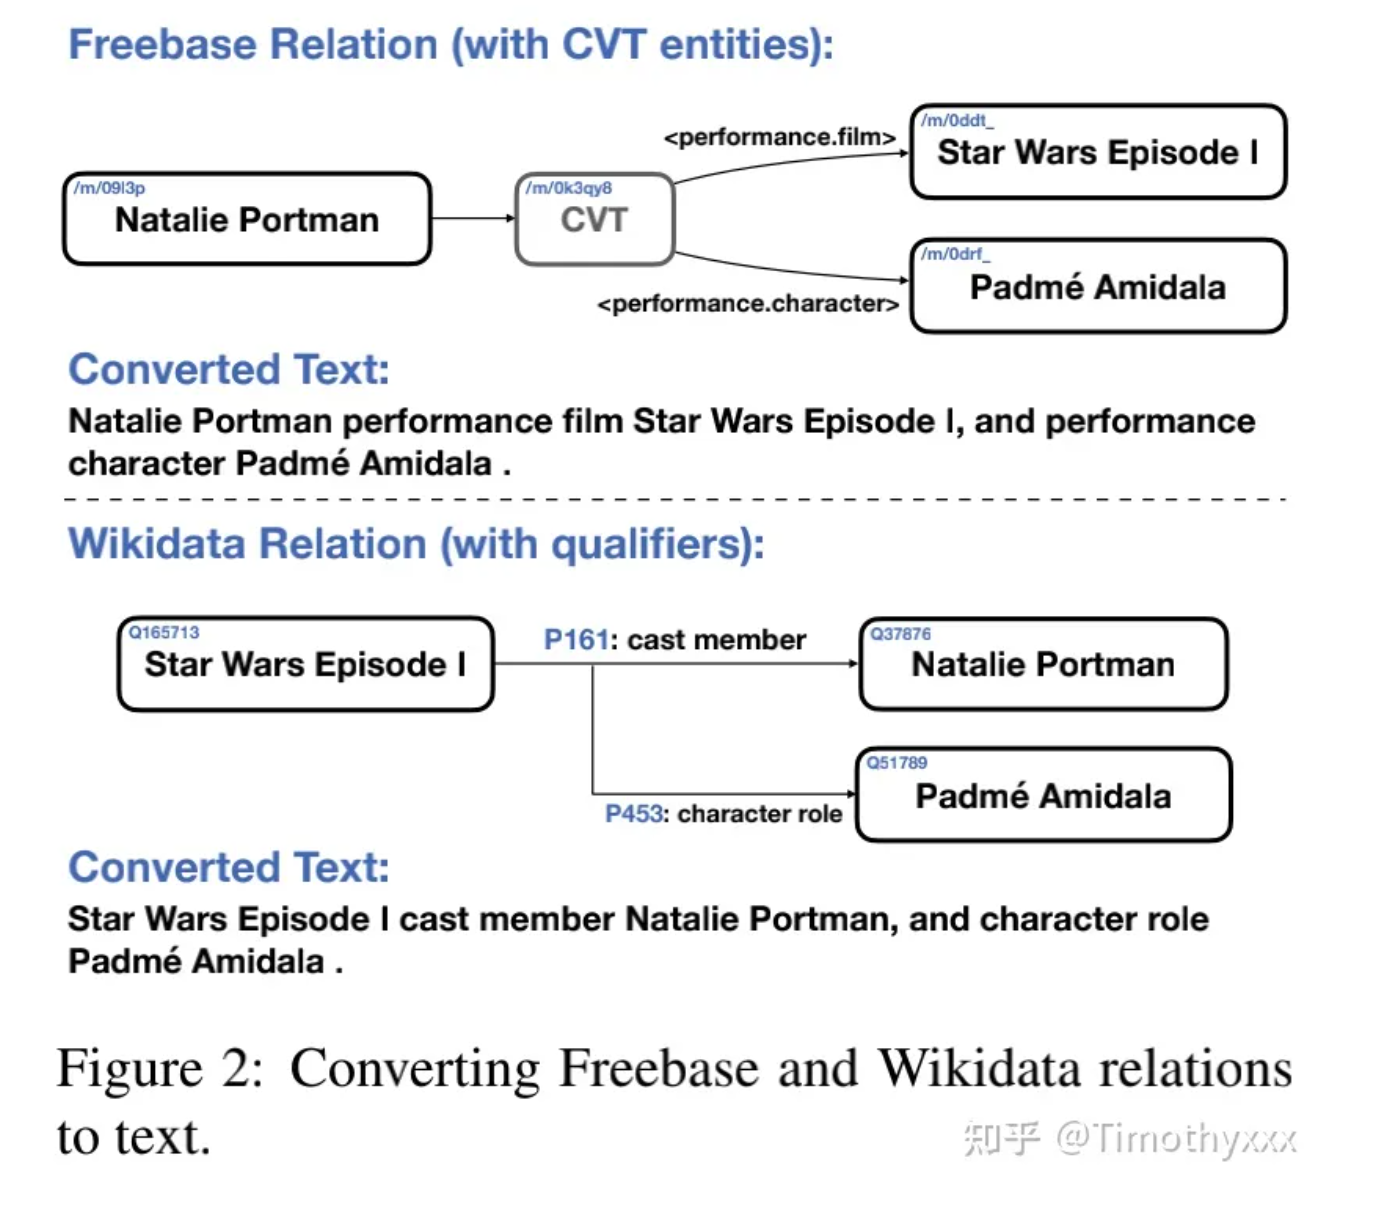 Freebase Relation (with CVT entities):
<performance.film>
/m/0ddt_
Star Wars Episode I
/m/09l3p
Natalie Portman
/m/0k3qy8
CVT
/m/0drf_
Padmé Amidala
<performance.character>
Converted Text:
Natalie Portman performance film Star Wars Episode I, and performance
character Padmé Amidala .
Wikidata Relation (with qualifiers):
Q165713
Star Wars Episode I
P161: cast member
Q37876
Natalie Portman
Q51789
Padmé Amidala
P453: character role
Converted Text:
Star Wars Episode I cast member Natalie Portman, and character role
Padmé Amidala .
Figure 2: Converting Freebase and Wikidata relations
to text.
知乎 @Timothyxxx